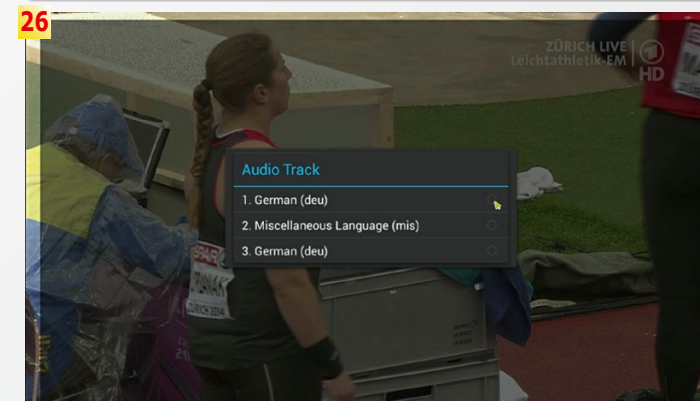 26
ZÜRICH LIVE
Leichtathletik-EM
HD
Audio Track
1. German (deu)
2. Miscellaneous Language (mis)
3. German (deu)
ZÜRICH 2014